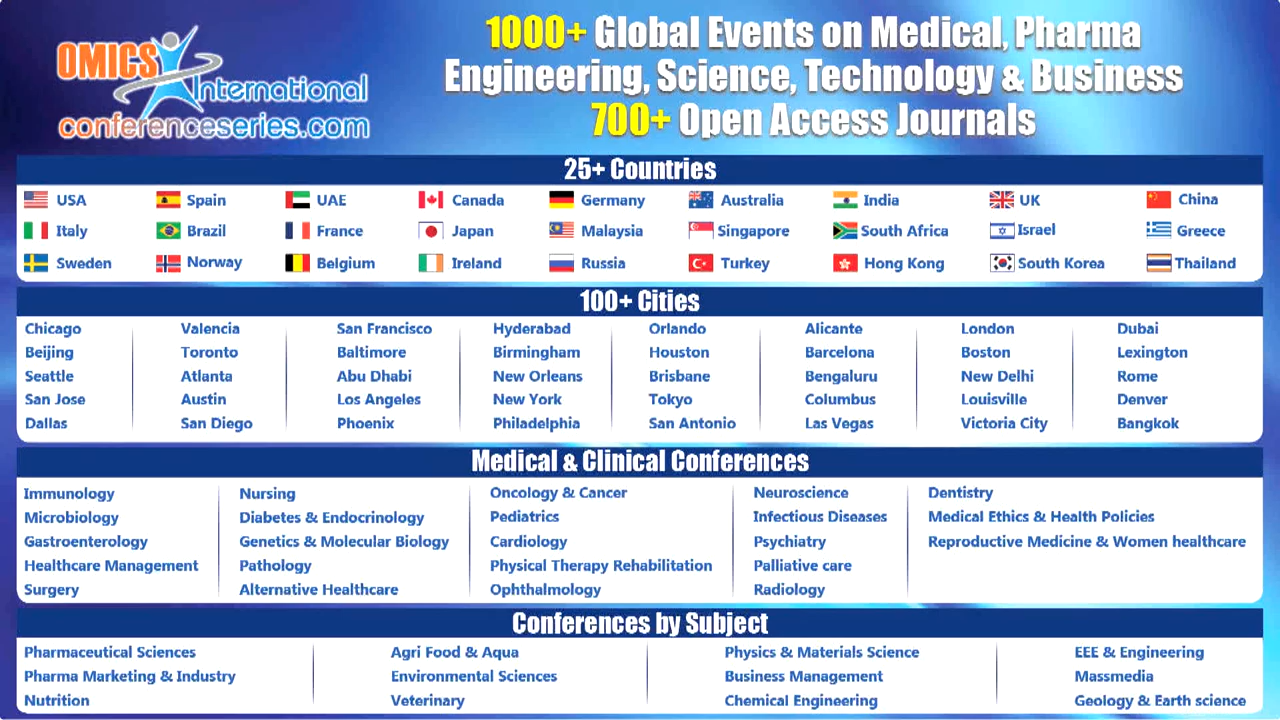 OMICS
International
conferenceseries.com
1000+ Global Events on Medical, Pharma
Engineering, Science, Technology & Business
700+ Open Access Journals
25+ Countries
USA Spain UAE Canada Germany Australia India UK China
Italy Brazil France Japan Malaysia Singapore South Africa Israel Greece
Sweden Norway Belgium Ireland Russia Turkey Hong Kong South Korea Thailand
100+ Cities
Chicago Valencia San Francisco Hyderabad Orlando Alicante London Dubai
Beijing Toronto Baltimore Birmingham Houston Barcelona Boston Lexington
Seattle Atlanta Abu Dhabi New Orleans Brisbane Bengaluru New Delhi Rome
San Jose Austin Los Angeles New York Tokyo Columbus Louisville Denver
Dallas San Diego Phoenix Philadelphia San Antonio Las Vegas Victoria City Bangkok
Medical & Clinical Conferences
Immunology Nursing Oncology & Cancer Neuroscience Dentistry
Microbiology Diabetes & Endocrinology Pediatrics Infectious Diseases Medical Ethics & Health Policies
Gastroenterology Genetics & Molecular Biology Cardiology Psychiatry Reproductive Medicine & Women healthcare
Healthcare Management Pathology Physical Therapy Rehabilitation Palliative care
Surgery Alternative Healthcare Ophthalmology Radiology
Conferences by Subject
Pharmaceutical Sciences Agri Food & Aqua Physics & Materials Science EEE & Engineering
Pharma Marketing & Industry Environmental Sciences Business Management Massmedia
Nutrition Veterinary Chemical Engineering Geology & Earth science